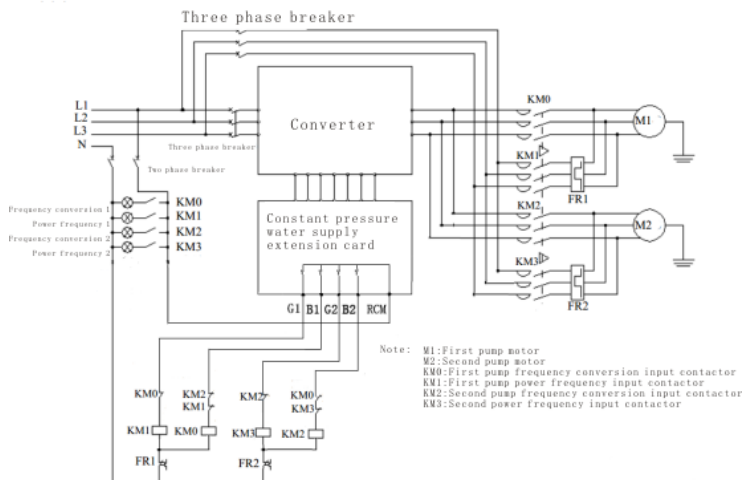 Three phase breaker
L1
L2
L3
N
Converter
Three phase breaker
Two phase breaker
KM0
M1
KM1
FR1
KM2
M2
KM3
FR2
Frequency conversion 1
KM0
Power frequency 1
KM1
Frequency conversion 2
KM2
Power frequency 2
KM3
Constant pressure
water supply
extension card
G1 B1 G2 B2 RCM
Note: M1:First pump motor
M2:Second pump motor
KM0:First pump frequency conversion input contactor
KM1:First pump power frequency input contactor
KM2:Second pump frequency conversion input contactor
KM3:Second power frequency input contactor
KM0 KM2 KM2 KM0
KM1 KM3
KM1 KM0 KM3 KM2
FR1 FR2